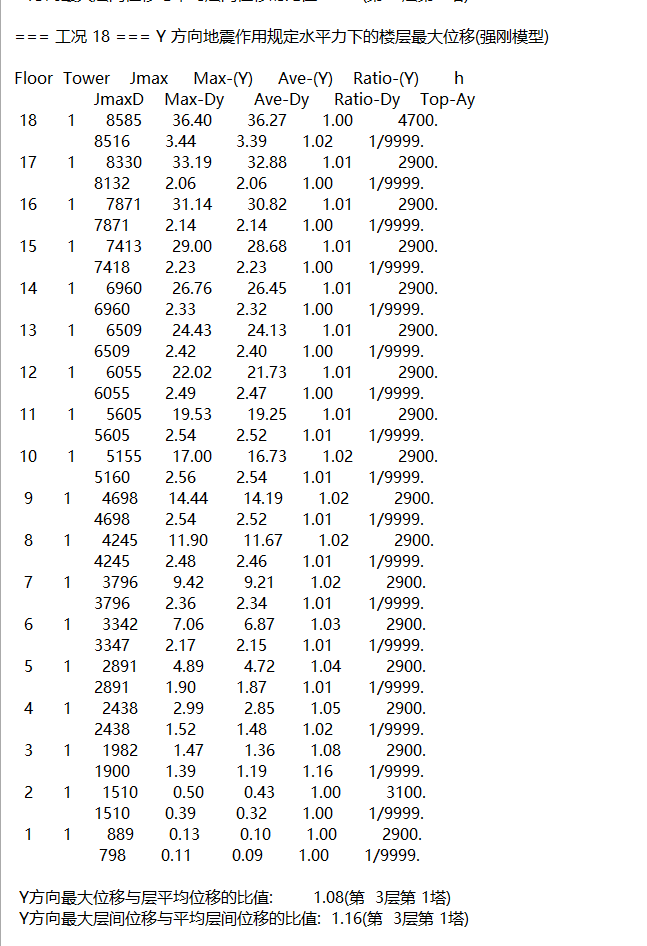 === 工况 18 === Y 方向地震作用规定水平力下的楼层最大位移(强刚模型)
Floor Tower Jmax Max-(Y) Ave-(Y) Ratio-(Y) h
JmaxD Max-Dy Ave-Dy Ratio-Dy Top-Ay
18 1 8585 36.40 36.27 1.00 4700.
8516 3.44 3.39 1.02 1/9999.
17 1 8330 33.19 32.88 1.01 2900.
8132 2.06 2.06 1.00 1/9999.
16 1 7871 31.14 30.82 1.01 2900.
7871 2.14 2.14 1.00 1/9999.
15 1 7413 29.00 28.68 1.01 2900.
7418 2.23 2.23 1.00 1/9999.
14 1 6960 26.76 26.45 1.01 2900.
6960 2.33 2.32 1.00 1/9999.
13 1 6509 24.43 24.13 1.01 2900.
6509 2.42 2.40 1.00 1/9999.
12 1 6055 22.02 21.73 1.01 2900.
6055 2.49 2.47 1.00 1/9999.
11 1 5605 19.53 19.25 1.01 2900.
5605 2.54 2.52 1.01 1/9999.
10 1 5155 17.00 16.73 1.02 2900.
5160 2.56 2.54 1.01 1/9999.
9 1 4698 14.44 14.19 1.02 2900.
4698 2.54 2.52 1.01 1/9999.
8 1 4245 11.90 11.67 1.02 2900.
4245 2.48 2.46 1.01 1/9999.
7 1 3796 9.42 9.21 1.02 2900.
3796 2.36 2.34 1.01 1/9999.
6 1 3342 7.06 6.87 1.03 2900.
3347 2.17 2.15 1.01 1/9999.
5 1 2891 4.89 4.72 1.04 2900.
2891 1.90 1.87 1.01 1/9999.
4 1 2438 2.99 2.85 1.05 2900.
2438 1.52 1.48 1.02 1/9999.
3 1 1982 1.47 1.36 1.08 2900.
1900 1.39 1.19 1.16 1/9999.
2 1 1510 0.50 0.43 1.00 3100.
1510 0.39 0.32 1.00 1/9999.
1 1 889 0.13 0.10 1.00 2900.
798 0.11 0.09 1.00 1/9999.
Y方向最大位移与层平均位移的比值: 1.08(第 3层第 1塔)
Y方向最大层间位移与平均层间位移的比值: 1.16(第 3层第 1塔)